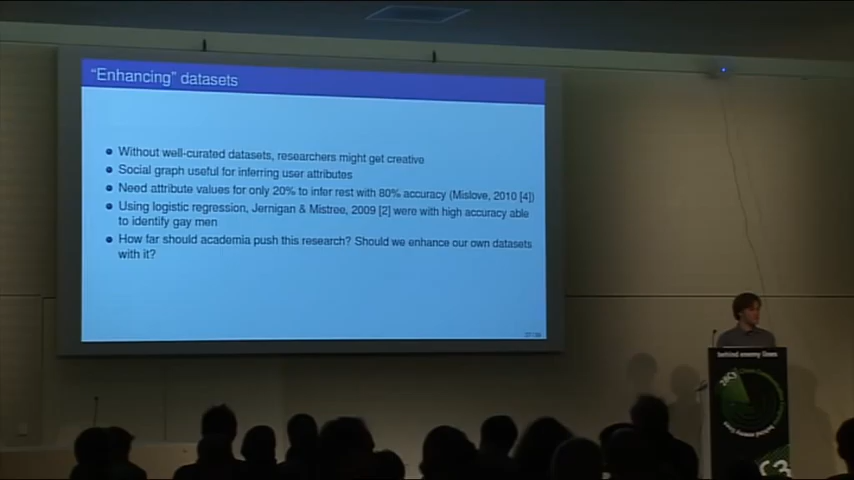 “Enhancing” datasets
Without well-curated datasets, researchers might get creative
Social graph useful for inferring user attributes
Need attribute values for only 20% to infer rest with 80% accuracy (Mislove, 2010 [4])
Using logistic regression, Jernigan & Mistree, 2009 [2] were with high accuracy able
to identify gay men
How far should academia push this research? Should we enhance our own datasets
with it?
behind enemy lines